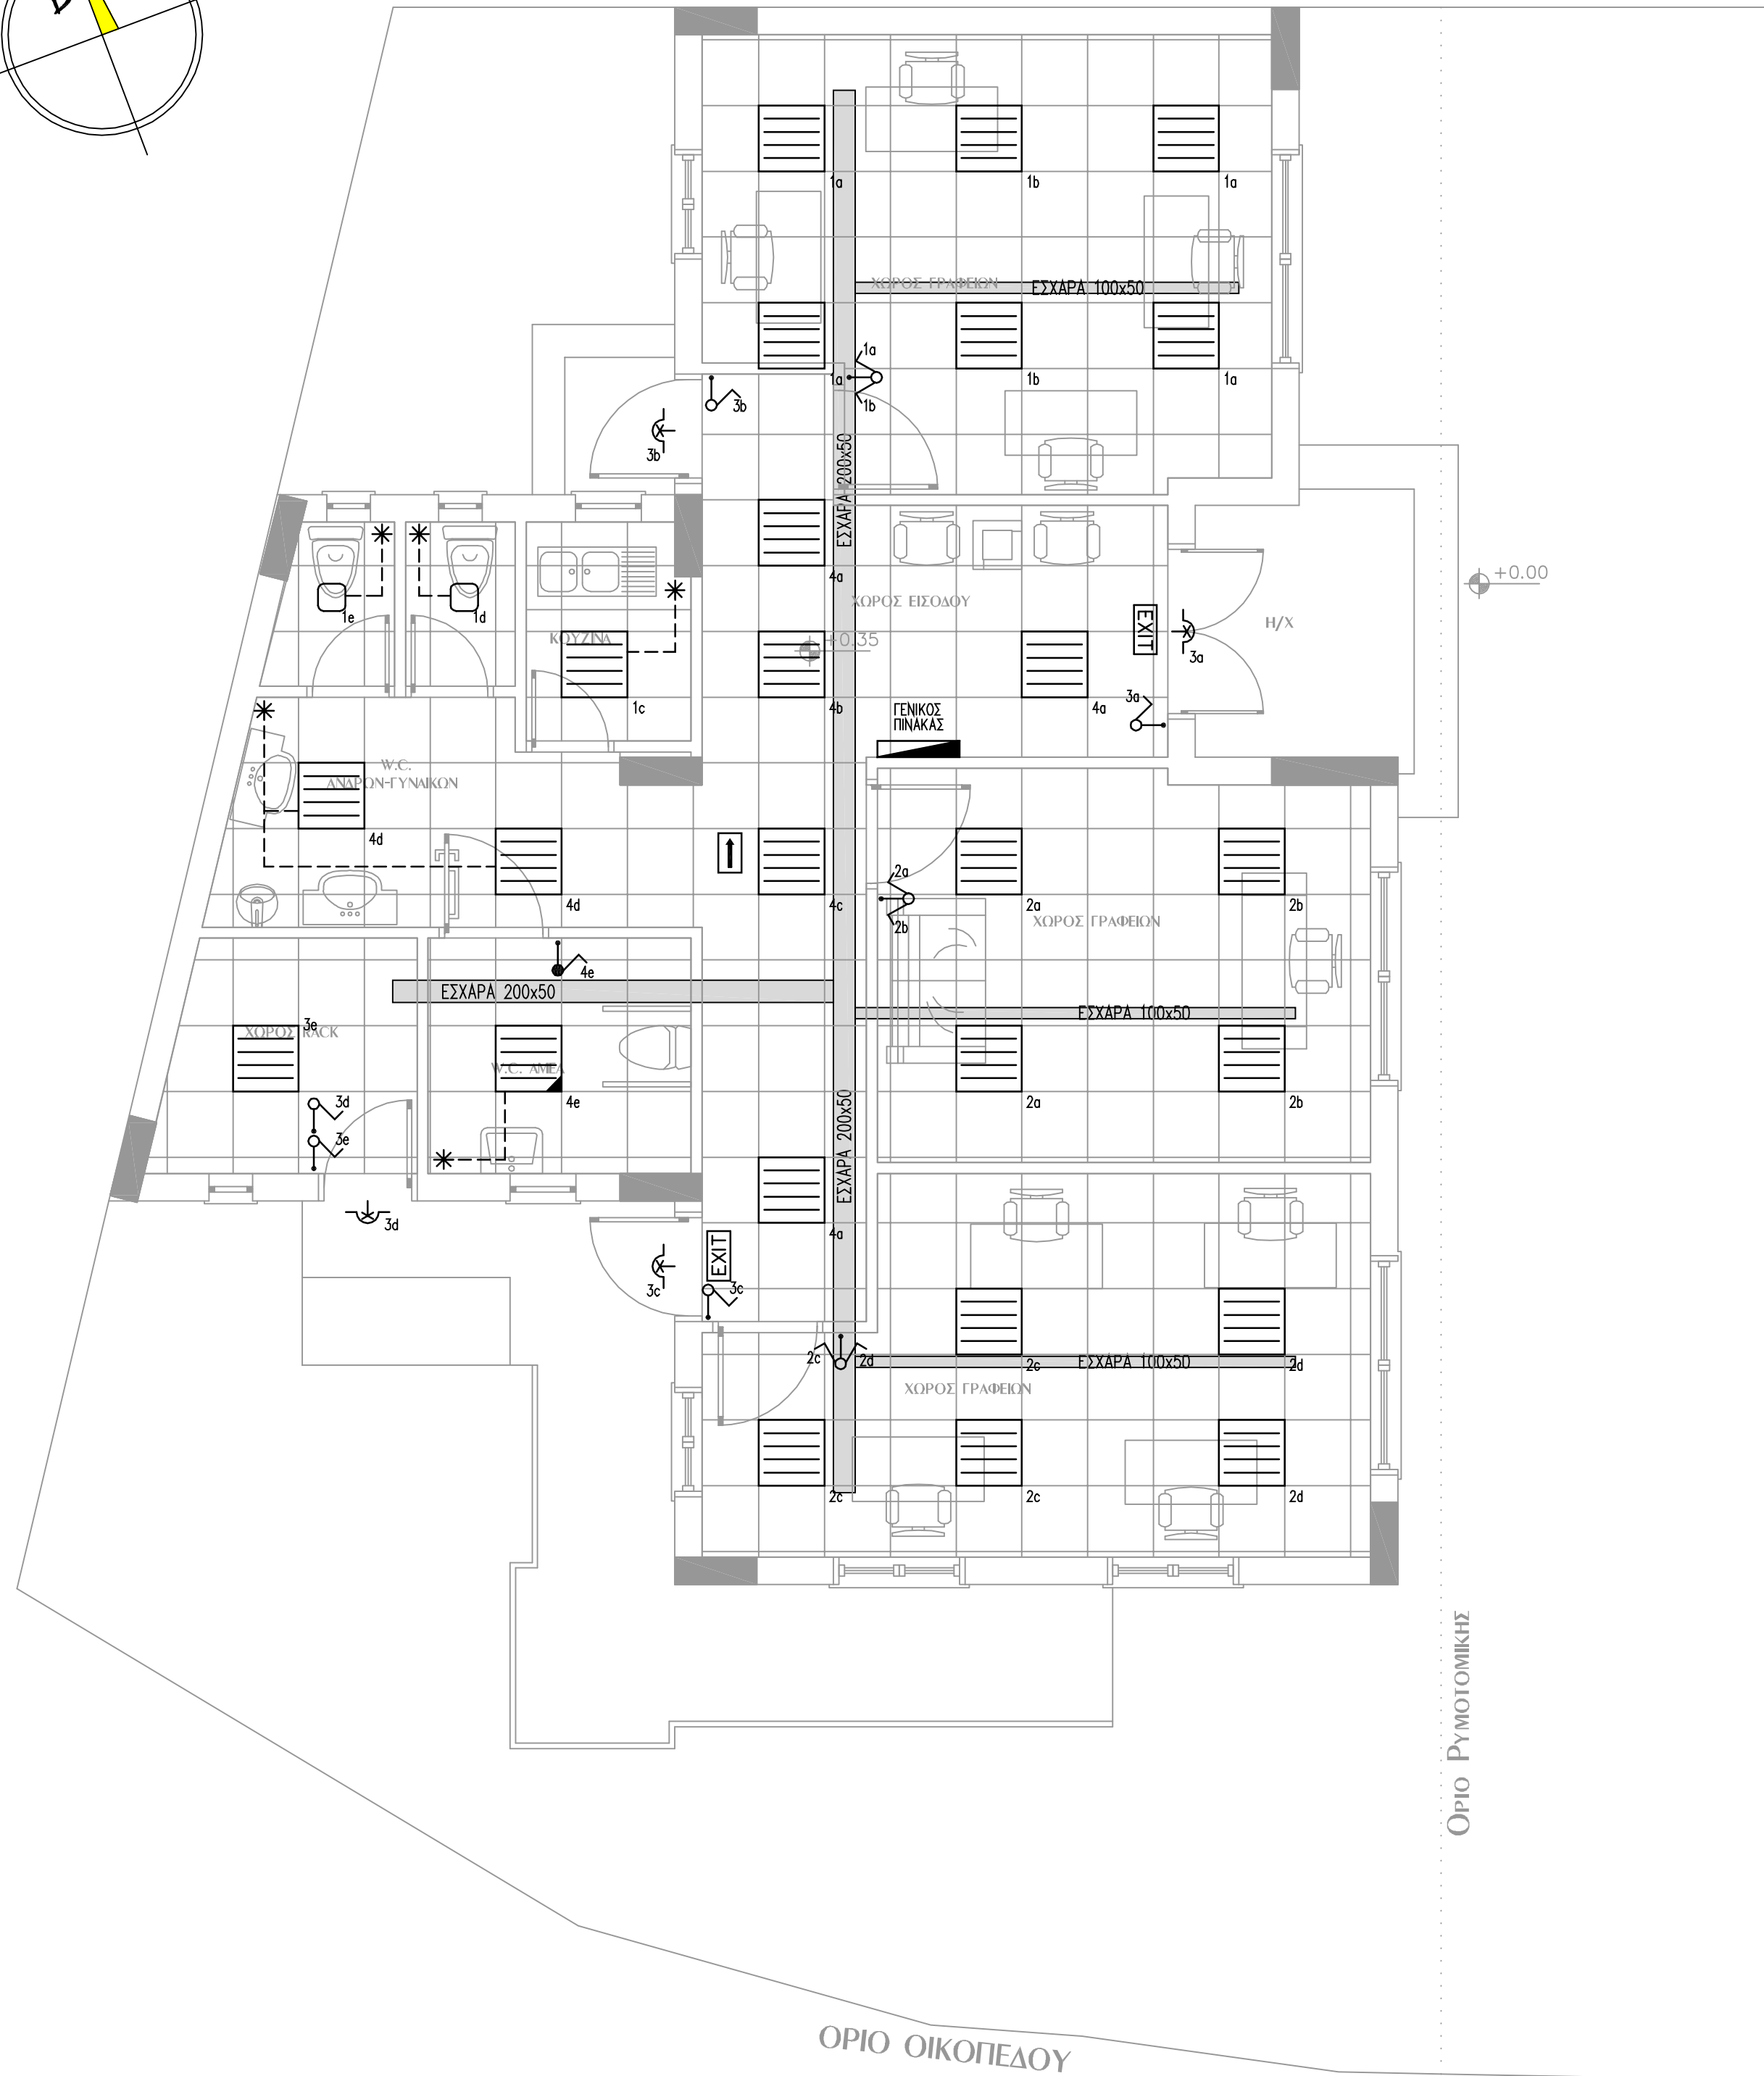 1a
1b
1a
ΧΩΡΟΣ ΓΡΑΦΕΙΩΝ
ΕΣΧΑΡΑ 100x50
1a
1a
1b
1a
1b
3b
3b
ΕΣΧΑΡΑ 200x50
4a
+0.00
ΧΩΡΟΣ ΕΙΣΟΔΟΥ
1e
1d
EXIT
Η/Χ
ΚΟΥΖΙΝΑ
+0.35
3a
1c
4b
4a
3a
ΓΕΝΙΚΟΣ
ΠΙΝΑΚΑΣ
W.C.
ΑΝΔΡΩΝ-ΓΥΝΑΙΚΩΝ
4d
2a
4d
4c
2a
2b
2b
ΧΩΡΟΣ ΓΡΑΦΕΙΩΝ
4e
ΕΣΧΑΡΑ 200x50
ΕΣΧΑΡΑ 100x50
3e
ΧΩΡΟΣ RACK
W.C. ΑΜΕΑ
3d
4e
2a
2b
3e
ΕΣΧΑΡΑ 200x50
3d
4a
EXIT
3c
3c
2c
2d
2c
ΕΣΧΑΡΑ 100x50
2d
ΧΩΡΟΣ ΓΡΑΦΕΙΩΝ
2c
2c
2d
ΟΡΙΟ ΡΥΜΟΤΟΜΙΚΗΣ
ΟΡΙΟ ΟΙΚΟΠΕΔΟΥ